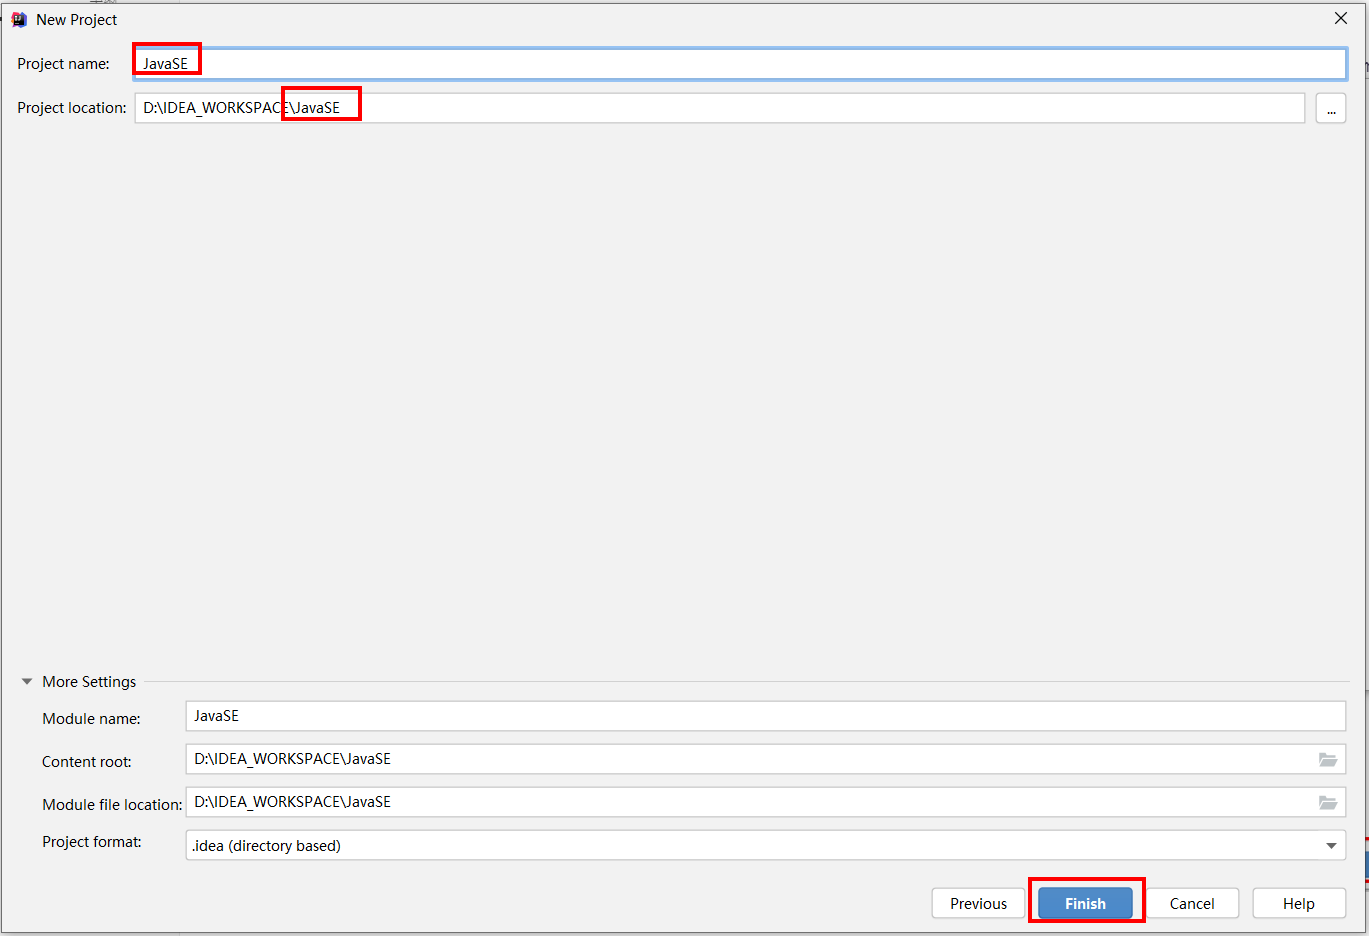 New Project
Project name: JavaSE
Project location: D:\IDEA_WORKSPACE\JavaSE ...
More Settings
Module name: JavaSE
Content root: D:\IDEA_WORKSPACE\JavaSE
Module file location: D:\IDEA_WORKSPACE\JavaSE
Project format: .idea (directory based)
Previous Finish Cancel Help